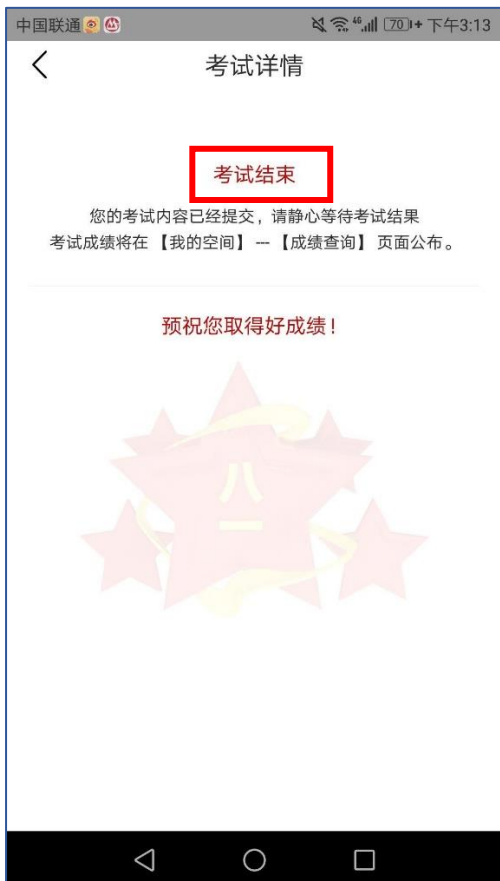 中国联通 46 70 下午3:13
考试详情
考试结束
您的考试内容已经提交，请静心等待考试结果
考试成绩将在 【我的空间】 --- 【成绩查询】 页面公布。
预祝您取得好成绩！
八
一